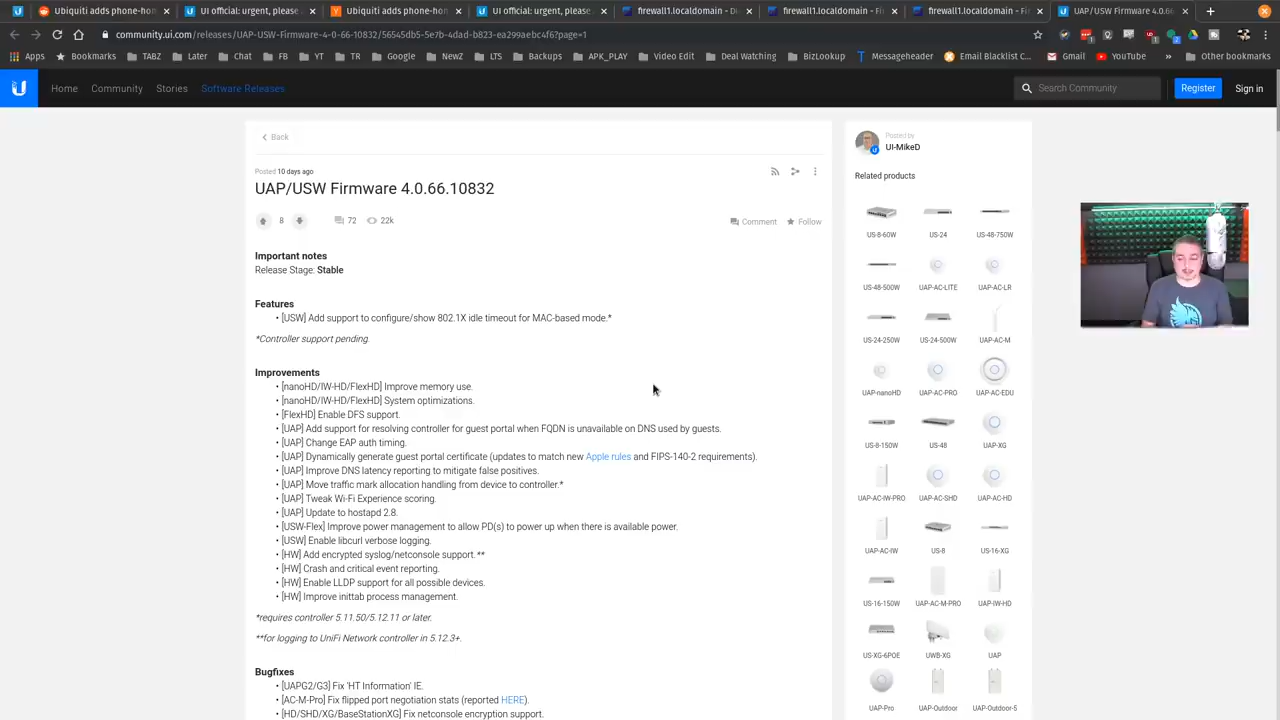 Ubiquiti adds phone-hon
UI official: urgent, please
Ubiquiti adds phone-hon
UI official: urgent, please
firewall1.localdomain - Fi
firewall1.localdomain - Fi
firewall1.localdomain - Fi
UAP/USW Firmware 4.0.66
community.ui.com/releases/UAP-USW-Firmware-4-0-66-10832/56545db5-5e7b-4dad-b823-ea299aebc4f6?page=1
Apps
Bookmarks
TABZ
Later
Chat
FB
YT
TR
Google
NewZ
LTS
Backups
APK_PLAY
Video Edit
Deal Watching
BizLookup
Messageheader
Email Blacklist C...
Gmail
YouTube
»
Other bookmarks
Home
Community
Stories
Software Releases
Search Community
Register
Sign in
Back
Posted 10 days ago
UAP/USW Firmware 4.0.66.10832
8
72
22k
Comment
Follow
Important notes
Release Stage: Stable
Features
• [USW] Add support to configure/show 802.1X idle timeout for MAC-based mode.*
*Controller support pending.
Improvements
• [nanoHD/IW-HD/FlexHD] Improve memory use.
• [nanoHD/IW-HD/FlexHD] System optimizations.
• [FlexHD] Enable DFS support.
• [UAP] Add support for resolving controller for guest portal when FQDN is unavailable on DNS used by guests.
• [UAP] Change EAP auth timing.
• [UAP] Dynamically generate guest portal certificate (updates to match new Apple rules and FIPS-140-2 requirements).
• [UAP] Improve DNS latency reporting to mitigate false positives.
• [UAP] Move traffic mark allocation handling from device to controller.*
• [UAP] Tweak Wi-Fi Experience scoring.
• [UAP] Update to hostapd 2.8.
• [USW-Flex] Improve power management to allow PD(s) to power up when there is available power.
• [USW] Enable libcurl verbose logging.
• [HW] Add encrypted syslog/netconsole support.**
• [HW] Crash and critical event reporting.
• [HW] Enable LLDP support for all possible devices.
• [HW] Improve inittab process management.
*requires controller 5.11.50/5.12.11 or later.
**for logging to UniFi Network controller in 5.12.3+.
Bugfixes
• [UAPG2/G3] Fix 'HT Information' IE.
• [AC-M-Pro] Fix flipped port negotiation stats (reported HERE).
• [HD/SHD/XG/BaseStationXG] Fix netconsole encryption support.
Posted by
UI-MikeD
Related products
US-8-60W
US-24
US-48-750W
US-48-500W
UAP-AC-LITE
UAP-AC-LR
US-24-250W
US-24-500W
UAP-AC-M
UAP-nanoHD
UAP-AC-PRO
UAP-AC-EDU
US-8-150W
US-48
UAP-XG
UAP-AC-IW-PRO
UAP-AC-SHD
UAP-AC-HD
UAP-AC-IW
US-8
US-16-XG
US-16-150W
UAP-AC-M-PRO
UAP-IW-HD
US-XG-6POE
UWB-XG
UAP
UAP-Pro
UAP-Outdoor
UAP-Outdoor-5